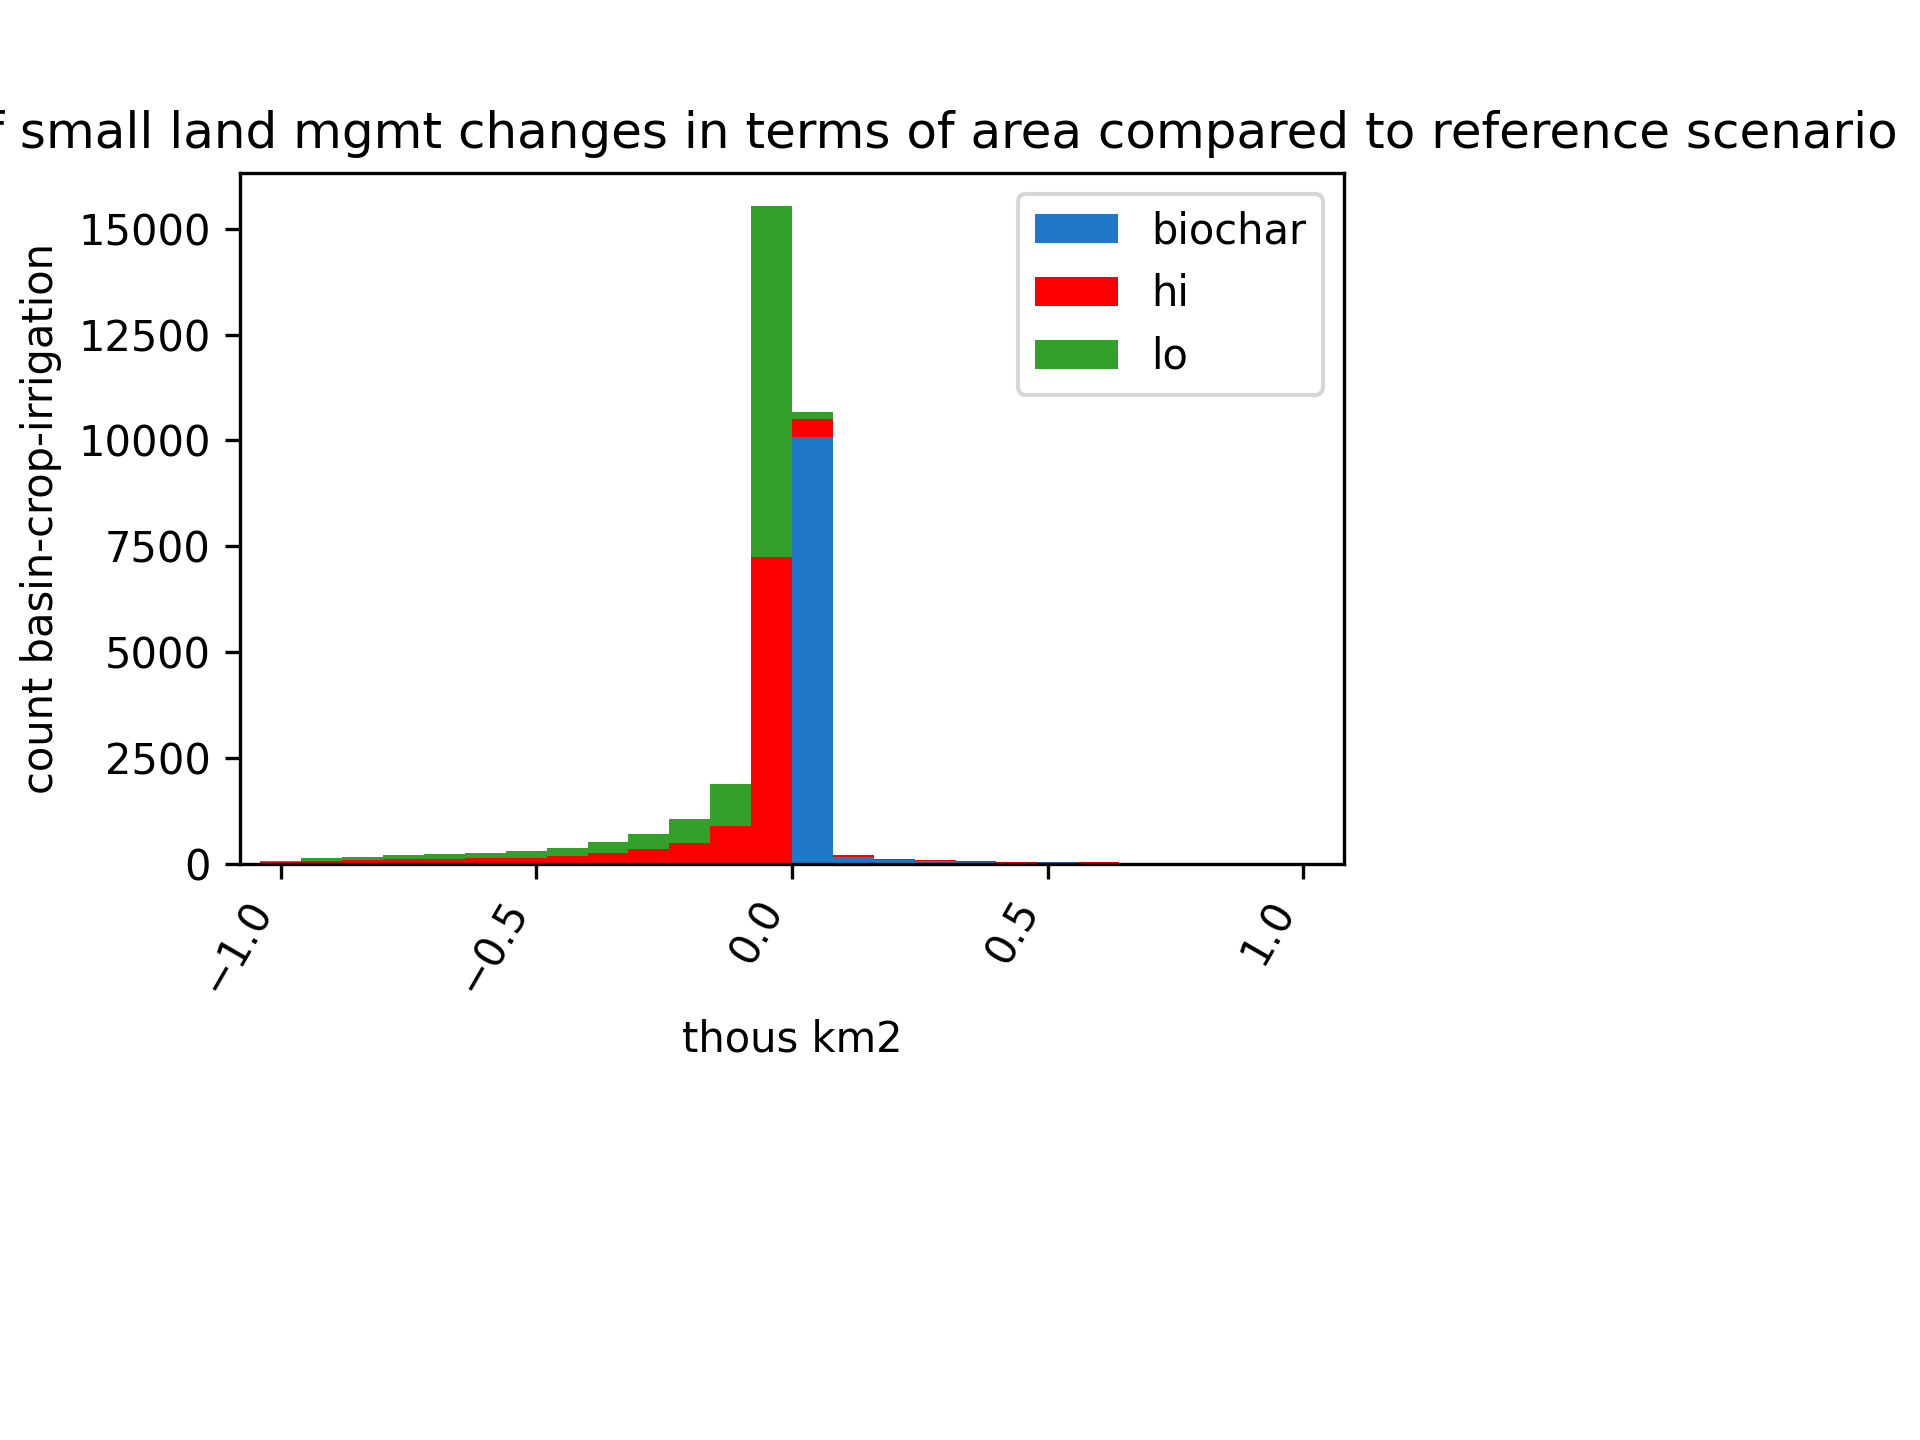 small land mgmt changes in terms of area compared to reference scenario
biochar
hi
lo
count basin-crop-irrigation
15000
12500
10000
7500
5000
2500
0
−1.0
−0.5
0.0
0.5
1.0
thous km2